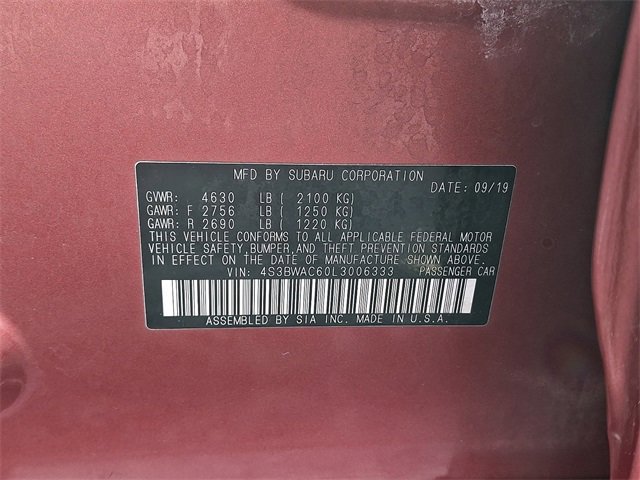 MFD BY SUBARU CORPORATION
DATE: 09/19
GVWR: 4630 LB ( 2100 KG)
GAWR: F 2756 LB ( 1250 KG)
GAWR: R 2690 LB ( 1220 KG)
THIS VEHICLE CONFORMS TO ALL APPLICABLE FEDERAL MOTOR
VEHICLE SAFETY, BUMPER, AND THEFT PREVENTION STANDARDS
IN EFFECT ON THE DATE OF MANUFACTURE SHOWN ABOVE.
VIN: 4S3BWAC60L3006333 PASSENGER CAR
ASSEMBLED BY SIA INC. MADE IN U.S.A.